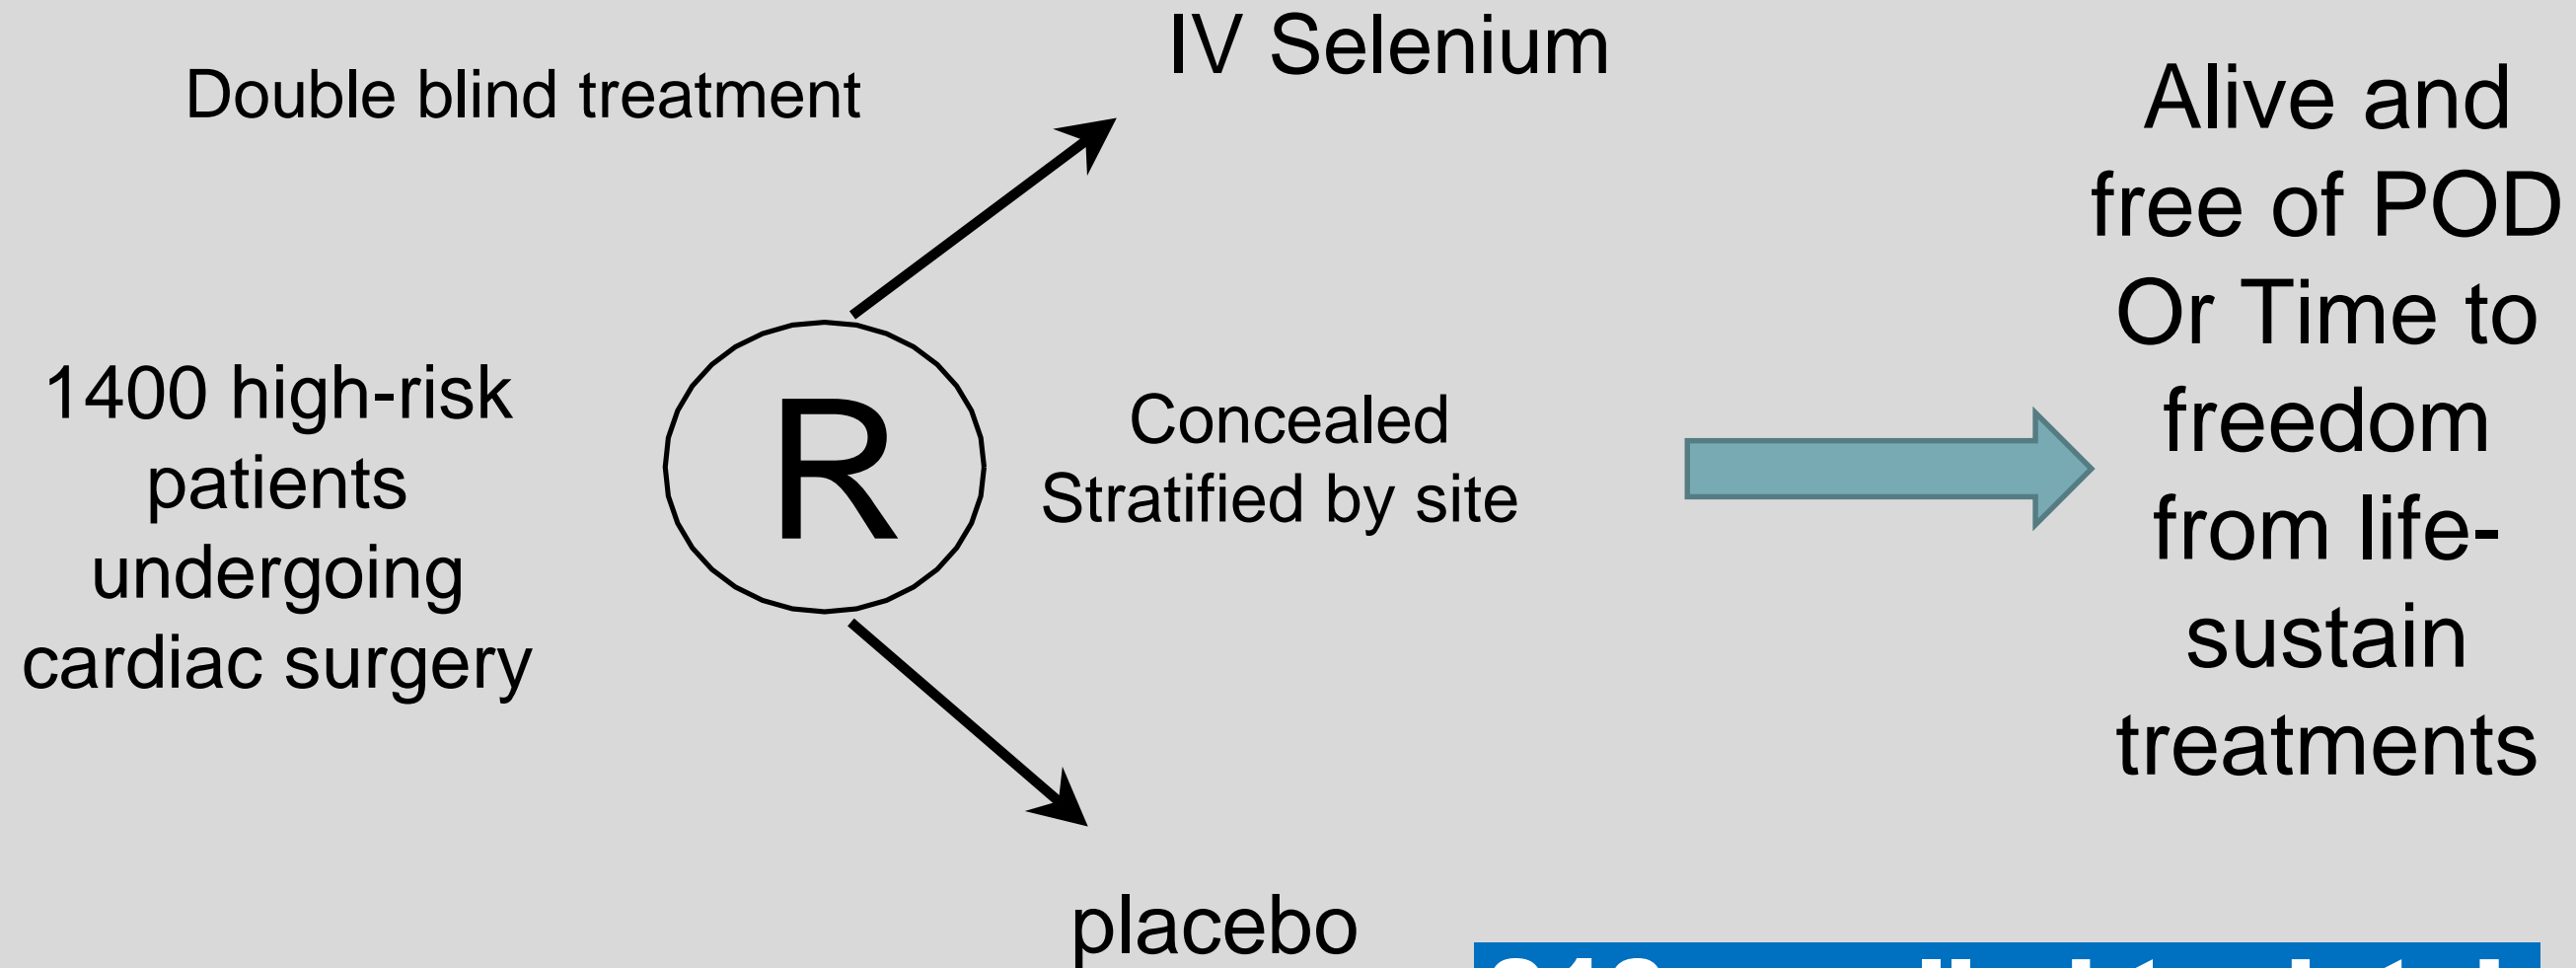 Double blind treatment
IV Selenium
1400 high-risk
patients
undergoing
cardiac surgery
R
Concealed
Stratified by site
placebo
Alive and
free of POD
Or Time to
freedom
from life-
sustain
treatments